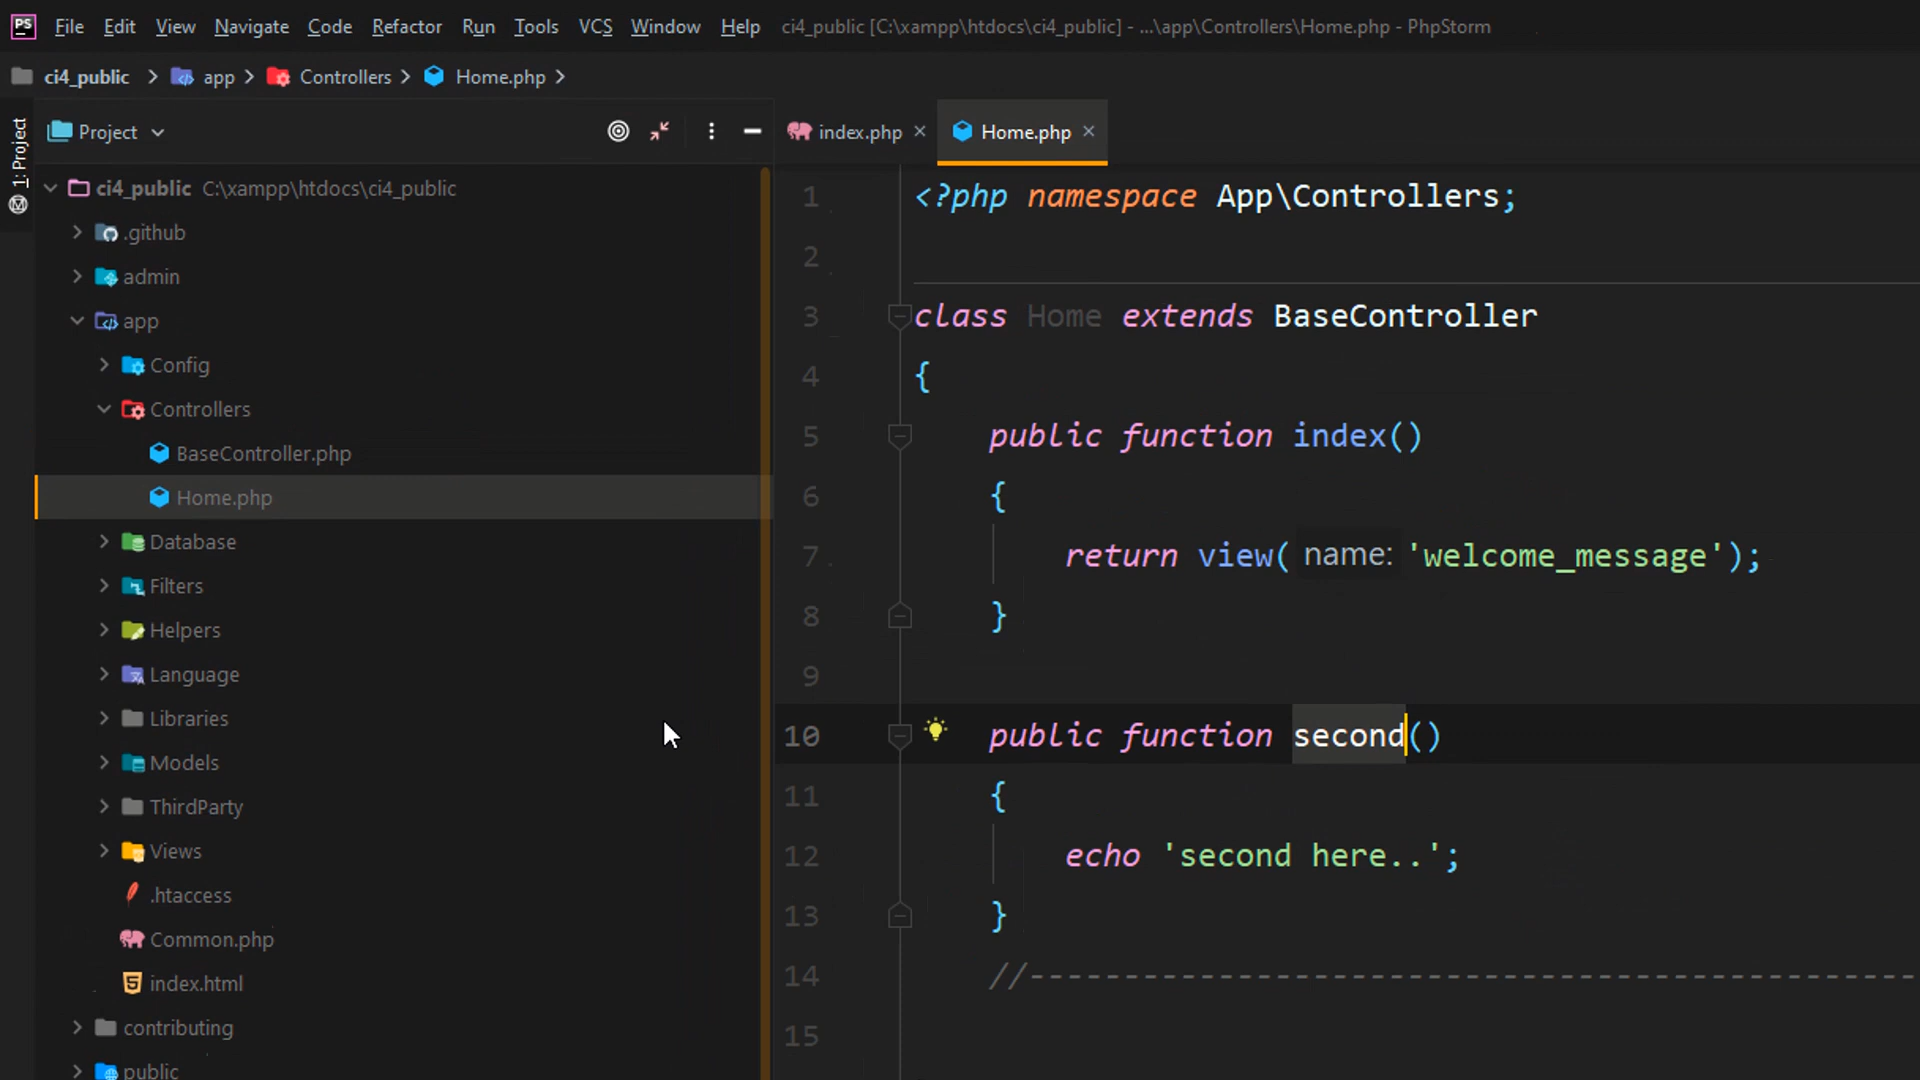 PS File Edit View Navigate Code Refactor Run Tools VCS Window Help ci4_public [C:\xampp\htdocs\ci4_public] - ...\app\Controllers\Home.php - PhpStorm
ci4_public app Controllers Home.php
1: Project
Project
index.php Home.php
ci4_public C:\xampp\htdocs\ci4_public
.github
admin
app
Config
Controllers
BaseController.php
Home.php
Database
Filters
Helpers
Language
Libraries
Models
ThirdParty
Views
.htaccess
Common.php
index.html
contributing
public
1 <?php namespace App\Controllers;
2
3 class Home extends BaseController
4 {
5 public function index()
6 {
7 return view( name: 'welcome_message');
8 }
9
10 public function second()
11 {
12 echo 'second here..';
13 }
14 //-----------------------------------------------
15